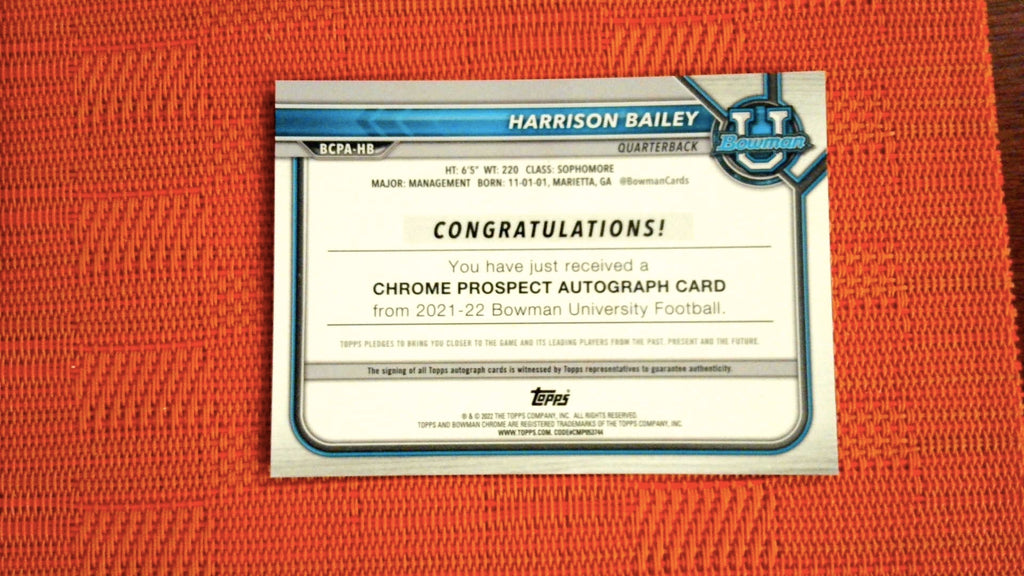 HARRISON BAILEY
U
Bowman
QUARTERBACK
BCPA-HB
HT: 6'5" WT: 220 CLASS: SOPHOMORE
MAJOR: MANAGEMENT BORN: 11-01-01, MARIETTA, GA @BowmanCards
CONGRATULATIONS!
You have just received a
CHROME PROSPECT AUTOGRAPH CARD
from 2021-22 Bowman University Football.
TOPPS PLEDGES TO BRING YOU CLOSER TO THE GAME AND ITS LEADING PLAYERS FROM THE PAST, PRESENT AND THE FUTURE.
The signing of all Topps autograph cards is witnessed by Topps representatives to guarantee authenticity.
Topps®
® & © 2022 THE TOPPS COMPANY, INC. ALL RIGHTS RESERVED.
TOPPS AND BOWMAN CHROME ARE REGISTERED TRADEMARKS OF THE TOPPS COMPANY, INC.
WWW.TOPPS.COM. CODE#CMP053744